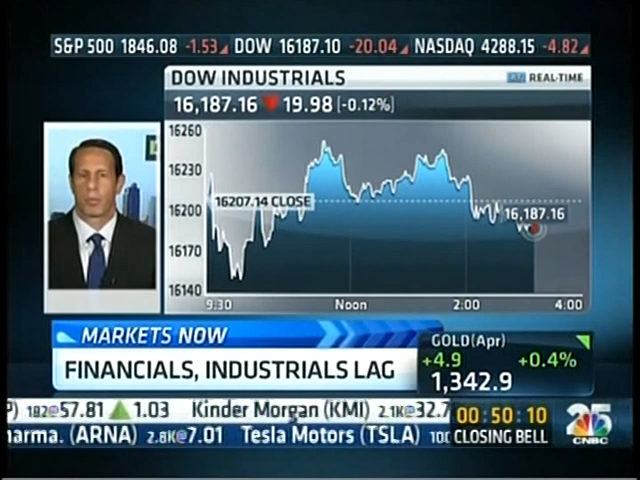 S&P 500 1846.08 -1.53 DOW 16187.10 -20.04 NASDAQ 4288.15 -4.82
DOW INDUSTRIALS
REAL-TIME
16,187.16 ▼ 19.98 [-0.12%]
16260
16230
16200
16170
16140
16207.14 CLOSE
16,187.16
9:30 Noon 2:00 4:00
MARKETS NOW
FINANCIALS, INDUSTRIALS LAG
GOLD(Apr)
+4.9 +0.4%
1,342.9
P) 182@57.81 ▲ 1.03 Kinder Morgan (KMI) 2.1K@32.7
harma. (ARNA) 2.8K@7.01 Tesla Motors (TSLA) 100
00:50:10
CLOSING BELL
25
CNBC